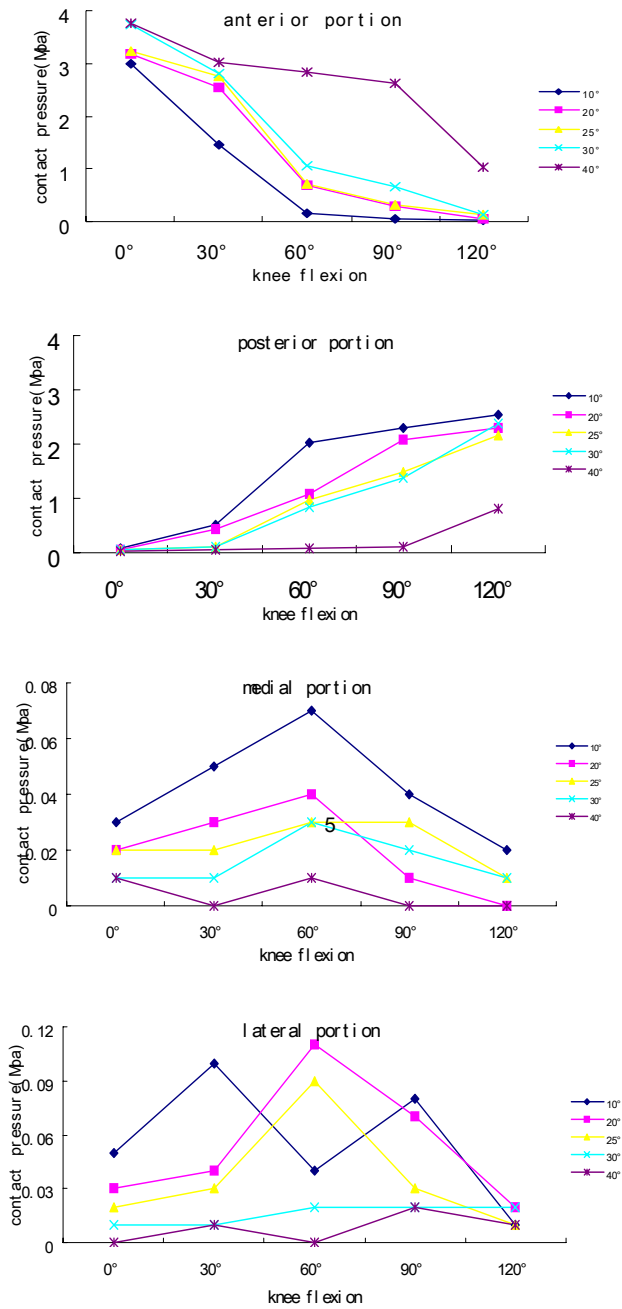 anterior portion
contact pressure(Mpa)
4
3
2
1
0
0° 30° 60° 90° 120°
knee flexion
10°
20°
25°
30°
40°
posterior portion
contact pressure(Mpa)
4
3
2
1
0
0° 30° 60° 90° 120°
knee flexion
10°
20°
25°
30°
40°
medial portion
contact pressure(Mpa)
0.08
0.06
0.04
0.02
0
5
0° 30° 60° 90° 120°
knee flexion
10°
20°
25°
30°
40°
lateral portion
contact pressure(Mpa)
0.12
0.09
0.06
0.03
0
0° 30° 60° 90° 120°
knee flexion
10°
20°
25°
30°
40°